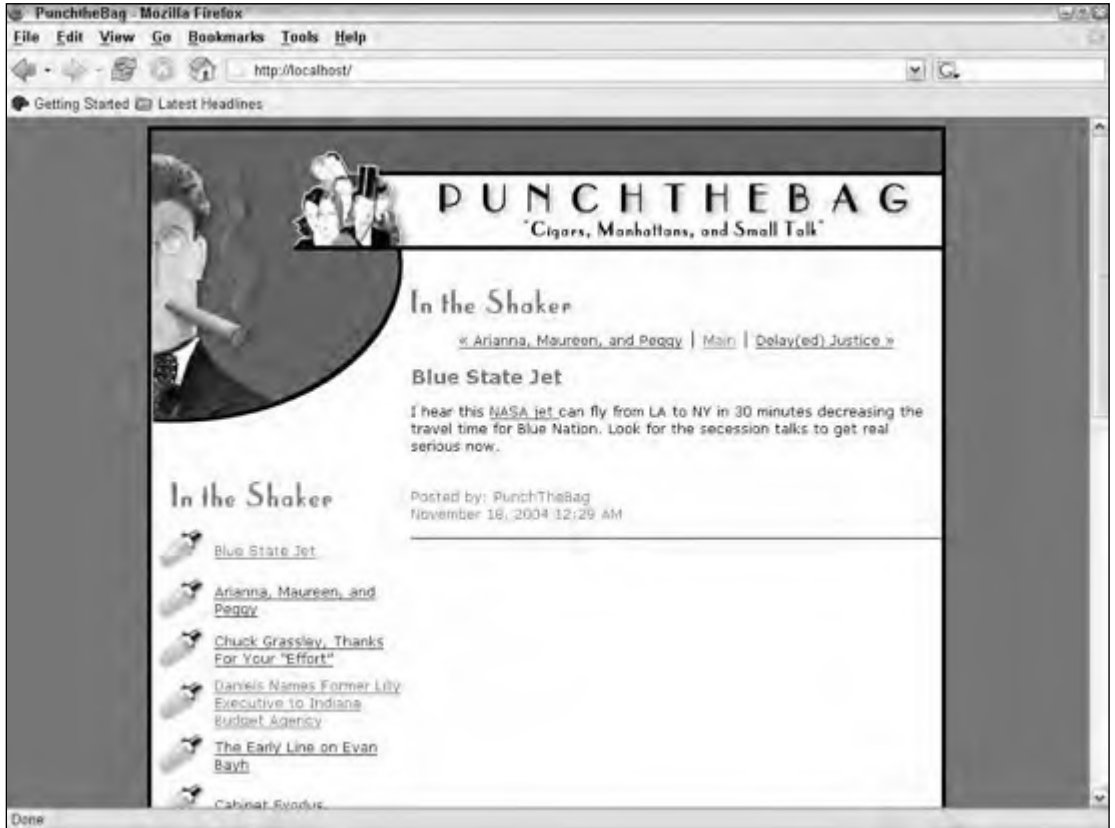 PunchtheBag - Mozilla Firefox
File Edit View Go Bookmarks Tools Help
http://localhost/
Getting Started Latest Headlines
PUNCHTHEBAG
"Cigars, Manhattans, and Small Talk"
In the Shaker
« Arianna, Maureen, and Peggy | Main | Delay(ed) Justice »
Blue State Jet
I hear this NASA jet can fly from LA to NY in 30 minutes decreasing the
travel time for Blue Nation. Look for the secession talks to get real
serious now.
Posted by: PunchTheBag
November 16, 2004 12:29 AM
In the Shaker
Blue State Jet
Arianna, Maureen, and
Peggy
Chuck Grassley, Thanks
For Your "Effort"
Daniels Names Former Lilly
Executive to Indiana
Budget Agency
The Early Line on Evan
Bayh
Cabinet Exodus,
Done